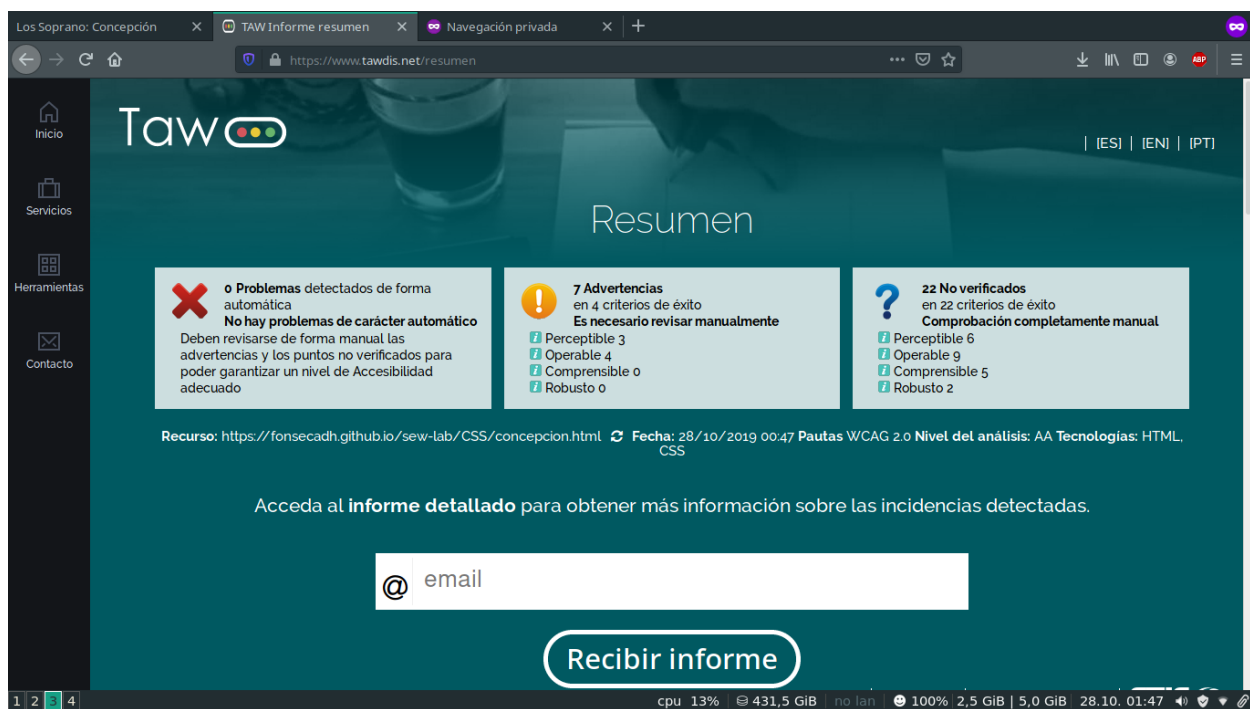 Los Soprano: Concepción
TAW Informe resumen
Navegación privada
https://www.tawdis.net/resumen
ABP
Inicio
Servicios
Herramientas
Contacto
Taw
| [ES] | [EN] | [PT]
Resumen
0 Problemas detectados de forma
automática
No hay problemas de carácter automático
Deben revisarse de forma manual las
advertencias y los puntos no verificados para
poder garantizar un nivel de Accesibilidad
adecuado
7 Advertencias
en 4 criterios de éxito
Es necesario revisar manualmente
Perceptible 3
Operable 4
Comprensible 0
Robusto 0
22 No verificados
en 22 criterios de éxito
Comprobación completamente manual
Perceptible 6
Operable 9
Comprensible 5
Robusto 2
Recurso: https://fonsecadh.github.io/sew-lab/CSS/concepcion.html Fecha: 28/10/2019 00:47 Pautas WCAG 2.0 Nivel del análisis: AA Tecnologías: HTML,
CSS
Acceda al informe detallado para obtener más información sobre las incidencias detectadas.
@ email
Recibir informe
1 2 3 4
cpu 13% 431,5 GiB no lan 100% 2,5 GiB | 5,0 GiB 28.10. 01:47